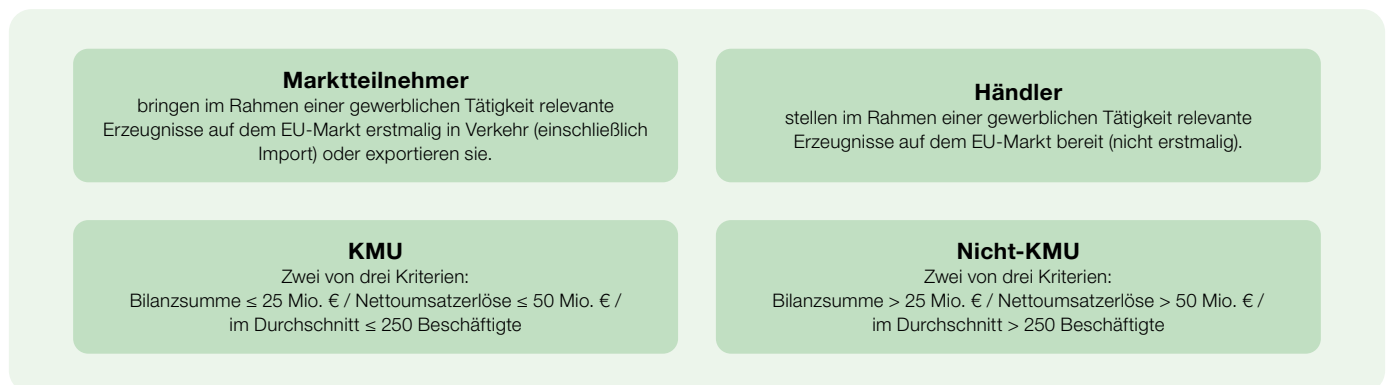 Marktteilnehmer
bringen im Rahmen einer gewerblichen Tätigkeit relevante
Erzeugnisse auf dem EU-Markt erstmalig in Verkehr (einschließlich
Import) oder exportieren sie.
Händler
stellen im Rahmen einer gewerblichen Tätigkeit relevante
Erzeugnisse auf dem EU-Markt bereit (nicht erstmalig).
KMU
Zwei von drei Kriterien:
Bilanzsumme ≤ 25 Mio. € / Nettoumsatzerlöse ≤ 50 Mio. € /
im Durchschnitt ≤ 250 Beschäftigte
Nicht-KMU
Zwei von drei Kriterien:
Bilanzsumme > 25 Mio. € / Nettoumsatzerlöse > 50 Mio. € /
im Durchschnitt > 250 Beschäftigte